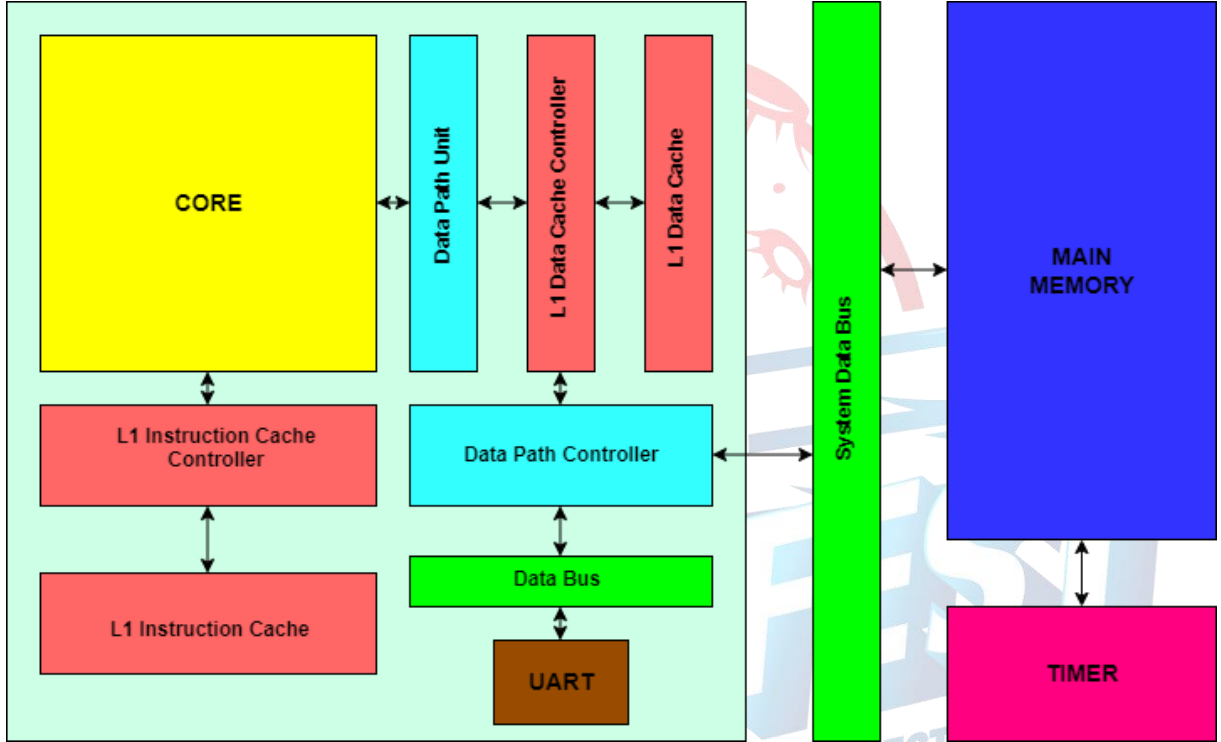 CORE
Data Path Unit
L1 Data Cache Controller
L1 Data Cache
System Data Bus
MAIN
MEMORY
L1 Instruction Cache
Controller
Data Path Controller
Data Bus
L1 Instruction Cache
UART
TIMER